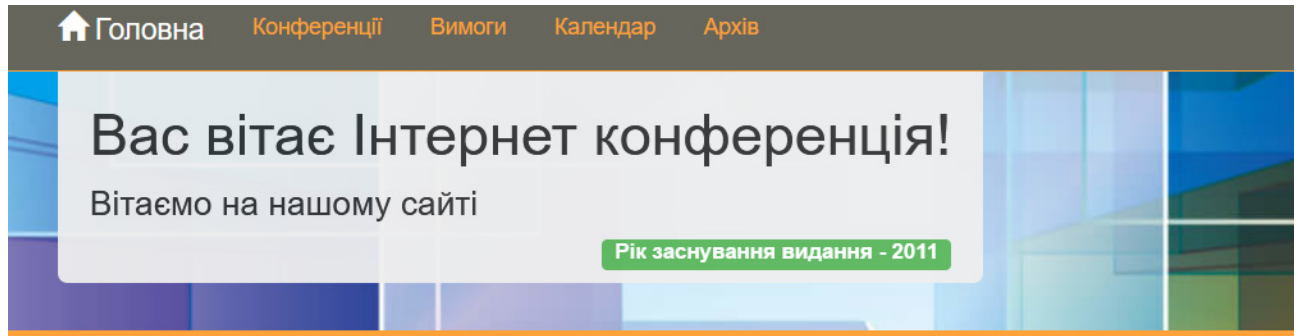 Головна Конференції Вимоги Календар Архів
Вас вітає Інтернет конференція!
Вітаємо на нашому сайті
Рік заснування видання - 2011